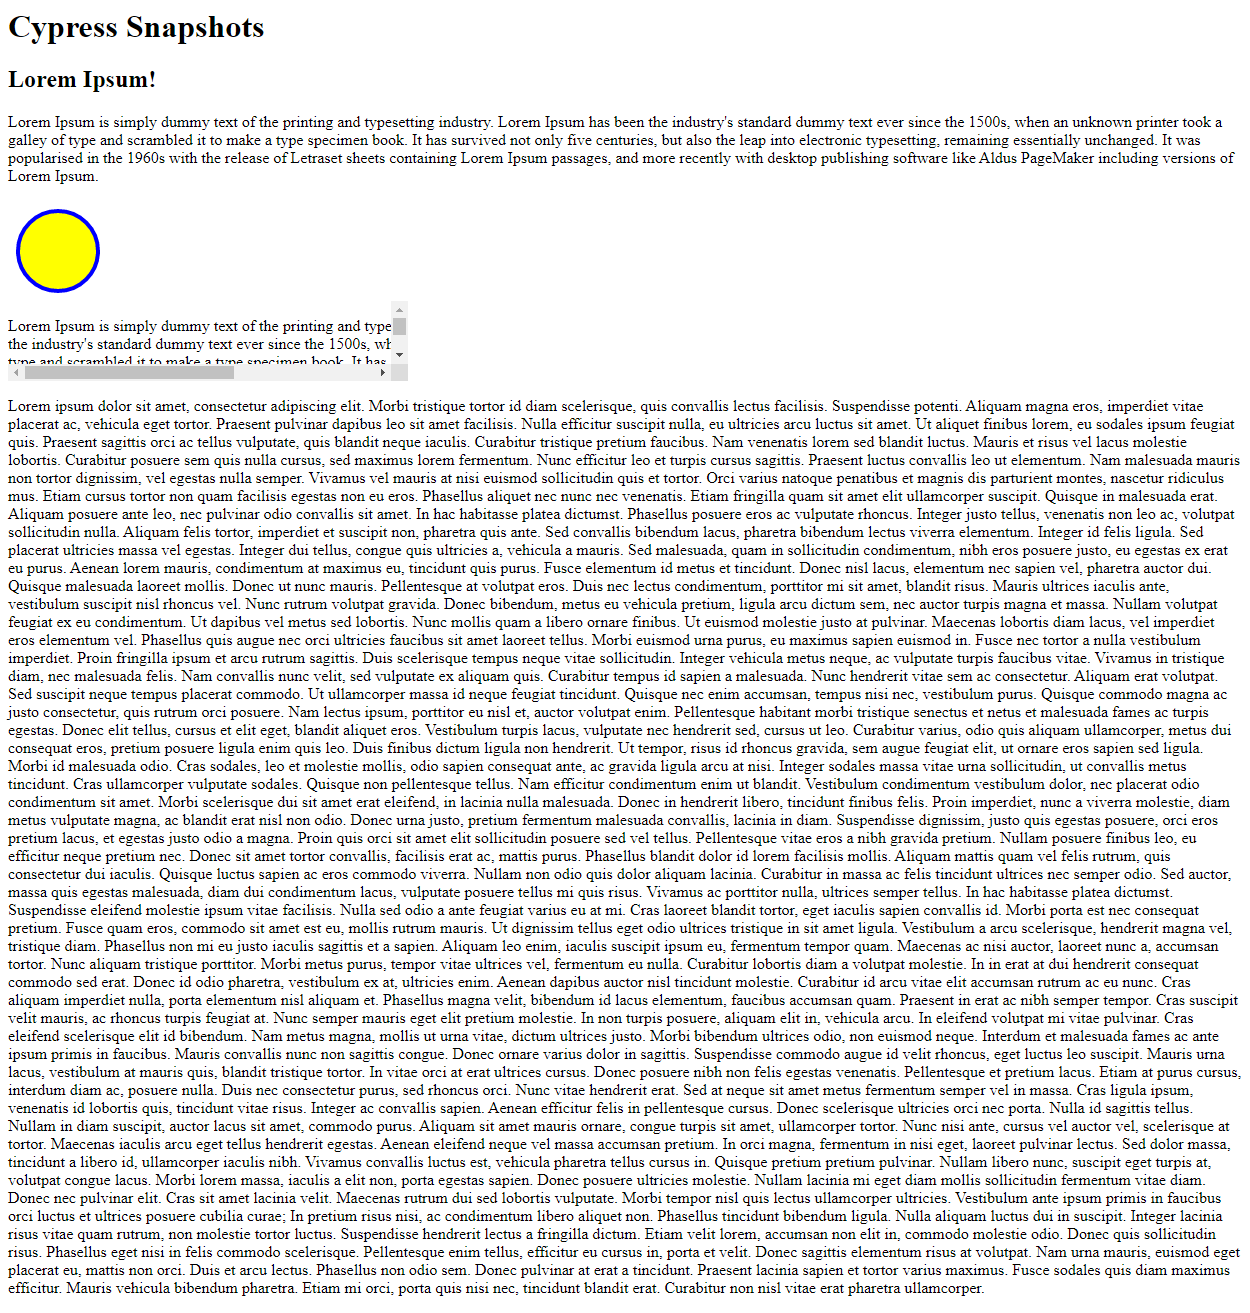 Cypress Snapshots
Lorem Ipsum!
Lorem Ipsum is simply dummy text of the printing and typesetting industry. Lorem Ipsum has been the industry's standard dummy text ever since the 1500s, when an unknown printer took a
galley of type and scrambled it to make a type specimen book. It has survived not only five centuries, but also the leap into electronic typesetting, remaining essentially unchanged. It was
popularised in the 1960s with the release of Letraset sheets containing Lorem Ipsum passages, and more recently with desktop publishing software like Aldus PageMaker including versions of
Lorem Ipsum.
Lorem Ipsum is simply dummy text of the printing and type
the industry's standard dummy text ever since the 1500s, wh
type and scrambled it to make a type specimen book. It has
Lorem ipsum dolor sit amet, consectetur adipiscing elit. Morbi tristique tortor id diam scelerisque, quis convallis lectus facilisis. Suspendisse potenti. Aliquam magna eros, imperdiet vitae
placerat ac, vehicula eget tortor. Praesent pulvinar dapibus leo sit amet facilisis. Nulla efficitur suscipit nulla, eu ultricies arcu luctus sit amet. Ut aliquet finibus lorem, eu sodales ipsum feugiat
quis. Praesent sagittis orci ac tellus vulputate, quis blandit neque iaculis. Curabitur tristique pretium faucibus. Nam venenatis lorem sed blandit luctus. Mauris et risus vel lacus molestie
lobortis. Curabitur posuere sem quis nulla cursus, sed maximus lorem fermentum. Nunc efficitur leo et turpis cursus sagittis. Praesent luctus convallis leo ut elementum. Nam malesuada mauris
non tortor dignissim, vel egestas nulla semper. Vivamus vel mauris at nisi euismod sollicitudin quis et tortor. Orci varius natoque penatibus et magnis dis parturient montes, nascetur ridiculus
mus. Etiam cursus tortor non quam facilisis egestas non eu eros. Phasellus aliquet nec nunc nec venenatis. Etiam fringilla quam sit amet elit ullamcorper suscipit. Quisque in malesuada erat.
Aliquam posuere ante leo, nec pulvinar odio convallis sit amet. In hac habitasse platea dictumst. Phasellus posuere eros ac vulputate rhoncus. Integer justo tellus, venenatis non leo ac, volutpat
sollicitudin nulla. Aliquam felis tortor, imperdiet et suscipit non, pharetra quis ante. Sed convallis bibendum lacus, pharetra bibendum lectus viverra elementum. Integer id felis ligula. Sed
placerat ultricies massa vel egestas. Integer dui tellus, congue quis ultricies a, vehicula a mauris. Sed malesuada, quam in sollicitudin condimentum, nibh eros posuere justo, eu egestas ex erat
eu purus. Aenean lorem mauris, condimentum at maximus eu, tincidunt quis purus. Fusce elementum id metus et tincidunt. Donec nisl lacus, elementum nec sapien vel, pharetra auctor dui.
Quisque malesuada laoreet mollis. Donec ut nunc mauris. Pellentesque at volutpat eros. Duis nec lectus condimentum, porttitor mi sit amet, blandit risus. Mauris ultrices iaculis ante,
vestibulum suscipit nisl rhoncus vel. Nunc rutrum volutpat gravida. Donec bibendum, metus eu vehicula pretium, ligula arcu dictum sem, nec auctor turpis magna et massa. Nullam volutpat
feugiat ex eu condimentum. Ut dapibus vel metus sed lobortis. Nunc mollis quam a libero ornare finibus. Ut euismod molestie justo at pulvinar. Maecenas lobortis diam lacus, vel imperdiet
eros elementum vel. Phasellus quis augue nec orci ultricies faucibus sit amet laoreet tellus. Morbi euismod urna purus, eu maximus sapien euismod in. Fusce nec tortor a nulla vestibulum
imperdiet. Proin fringilla ipsum et arcu rutrum sagittis. Duis scelerisque tempus neque vitae sollicitudin. Integer vehicula metus neque, ac vulputate turpis faucibus vitae. Vivamus in tristique
diam, nec malesuada felis. Nam convallis nunc velit, sed vulputate ex aliquam quis. Curabitur tempus id sapien a malesuada. Nunc hendrerit vitae sem ac consectetur. Aliquam erat volutpat.
Sed suscipit neque tempus placerat commodo. Ut ullamcorper massa id neque feugiat tincidunt. Quisque nec enim accumsan, tempus nisi nec, vestibulum purus. Quisque commodo magna ac
justo consectetur, quis rutrum orci posuere. Nam lectus ipsum, porttitor eu nisl et, auctor volutpat enim. Pellentesque habitant morbi tristique senectus et netus et malesuada fames ac turpis
egestas. Donec elit tellus, cursus et elit eget, blandit aliquet eros. Vestibulum turpis lacus, vulputate nec hendrerit sed, cursus ut leo. Curabitur varius, odio quis aliquam ullamcorper, metus dui
consequat eros, pretium posuere ligula enim quis leo. Duis finibus dictum ligula non hendrerit. Ut tempor, risus id rhoncus gravida, sem augue feugiat elit, ut ornare eros sapien sed ligula.
Morbi id malesuada odio. Cras sodales, leo et molestie mollis, odio sapien consequat ante, ac gravida ligula arcu at nisi. Integer sodales massa vitae urna sollicitudin, ut convallis metus
tincidunt. Cras ullamcorper vulputate sodales. Quisque non pellentesque tellus. Nam efficitur condimentum enim ut blandit. Vestibulum condimentum vestibulum dolor, nec placerat odio
condimentum sit amet. Morbi scelerisque dui sit amet erat eleifend, in lacinia nulla malesuada. Donec in hendrerit libero, tincidunt finibus felis. Proin imperdiet, nunc a viverra molestie, diam
metus vulputate magna, ac blandit erat nisl non odio. Donec urna justo, pretium fermentum malesuada convallis, lacinia in diam. Suspendisse dignissim, justo quis egestas posuere, orci eros
pretium lacus, et egestas justo odio a magna. Proin quis orci sit amet elit sollicitudin posuere sed vel tellus. Pellentesque vitae eros a nibh gravida pretium. Nullam posuere finibus leo, eu
efficitur neque pretium nec. Donec sit amet tortor convallis, facilisis erat ac, mattis purus. Phasellus blandit dolor id lorem facilisis mollis. Aliquam mattis quam vel felis rutrum, quis
consectetur dui iaculis. Quisque luctus sapien ac eros commodo viverra. Nullam non odio quis dolor aliquam lacinia. Curabitur in massa ac felis tincidunt ultrices nec semper odio. Sed auctor,
massa quis egestas malesuada, diam dui condimentum lacus, vulputate posuere tellus mi quis risus. Vivamus ac porttitor nulla, ultrices semper tellus. In hac habitasse platea dictumst.
Suspendisse eleifend molestie ipsum vitae facilisis. Nulla sed odio a ante feugiat varius eu at mi. Cras laoreet blandit tortor, eget iaculis sapien convallis id. Morbi porta est nec consequat
pretium. Fusce quam eros, commodo sit amet est eu, mollis rutrum mauris. Ut dignissim tellus eget odio ultrices tristique in sit amet ligula. Vestibulum a arcu scelerisque, hendrerit magna vel,
tristique diam. Phasellus non mi eu justo iaculis sagittis et a sapien. Aliquam leo enim, iaculis suscipit ipsum eu, fermentum tempor quam. Maecenas ac nisi auctor, laoreet nunc a, accumsan
tortor. Nunc aliquam tristique porttitor. Morbi metus purus, tempor vitae ultrices vel, fermentum eu nulla. Curabitur lobortis diam a volutpat molestie. In in erat at dui hendrerit consequat
commodo sed erat. Donec id odio pharetra, vestibulum ex at, ultricies enim. Aenean dapibus auctor nisl tincidunt molestie. Curabitur id arcu vitae elit accumsan rutrum ac eu nunc. Cras
aliquam imperdiet nulla, porta elementum nisl aliquam et. Phasellus magna velit, bibendum id lacus elementum, faucibus accumsan quam. Praesent in erat ac nibh semper tempor. Cras suscipit
velit mauris, ac rhoncus turpis feugiat at. Nunc semper mauris eget elit pretium molestie. In non turpis posuere, aliquam elit in, vehicula arcu. In eleifend volutpat mi vitae pulvinar. Cras
eleifend scelerisque elit id bibendum. Nam metus magna, mollis ut urna vitae, dictum ultrices justo. Morbi bibendum ultrices odio, non euismod neque. Interdum et malesuada fames ac ante
ipsum primis in faucibus. Mauris convallis nunc non sagittis congue. Donec ornare varius dolor in sagittis. Suspendisse commodo augue id velit rhoncus, eget luctus leo suscipit. Mauris urna
lacus, vestibulum at mauris quis, blandit tristique tortor. In vitae orci at erat ultrices cursus. Donec posuere nibh non felis egestas venenatis. Pellentesque et pretium lacus. Etiam at purus cursus,
interdum diam ac, posuere nulla. Duis nec consectetur purus, sed rhoncus orci. Nunc vitae hendrerit erat. Sed at neque sit amet metus fermentum semper vel in massa. Cras ligula ipsum,
venenatis id lobortis quis, tincidunt vitae risus. Integer ac convallis sapien. Aenean efficitur felis in pellentesque cursus. Donec scelerisque ultricies orci nec porta. Nulla id sagittis tellus.
Nullam in diam suscipit, auctor lacus sit amet, commodo purus. Aliquam sit amet mauris ornare, congue turpis sit amet, ullamcorper tortor. Nunc nisi ante, cursus vel auctor vel, scelerisque at
tortor. Maecenas iaculis arcu eget tellus hendrerit egestas. Aenean eleifend neque vel massa accumsan pretium. In orci magna, fermentum in nisi eget, laoreet pulvinar lectus. Sed dolor massa,
tincidunt a libero id, ullamcorper iaculis nibh. Vivamus convallis luctus est, vehicula pharetra tellus cursus in. Quisque pretium pretium pulvinar. Nullam libero nunc, suscipit eget turpis at,
volutpat congue lacus. Morbi lorem massa, iaculis a elit non, porta egestas sapien. Donec posuere ultricies molestie. Nullam lacinia mi eget diam mollis sollicitudin fermentum vitae diam.
Donec nec pulvinar elit. Cras sit amet lacinia velit. Maecenas rutrum dui sed lobortis vulputate. Morbi tempor nisl quis lectus ullamcorper ultricies. Vestibulum ante ipsum primis in faucibus
orci luctus et ultrices posuere cubilia curae; In pretium risus nisi, ac condimentum libero aliquet non. Phasellus tincidunt bibendum ligula. Nulla aliquam luctus dui in suscipit. Integer lacinia
risus vitae quam rutrum, non molestie tortor luctus. Suspendisse hendrerit lectus a fringilla dictum. Etiam velit lorem, accumsan non elit in, commodo molestie odio. Donec quis sollicitudin
risus. Phasellus eget nisi in felis commodo scelerisque. Pellentesque enim tellus, efficitur eu cursus in, porta et velit. Donec sagittis elementum risus at volutpat. Nam urna mauris, euismod eget
placerat eu, mattis non orci. Duis et arcu lectus. Phasellus non odio sem. Donec pulvinar at erat a tincidunt. Praesent lacinia sapien et tortor varius maximus. Fusce sodales quis diam maximus
efficitur. Mauris vehicula bibendum pharetra. Etiam mi orci, porta quis nisi nec, tincidunt blandit erat. Curabitur non nisl vitae erat pharetra ullamcorper.